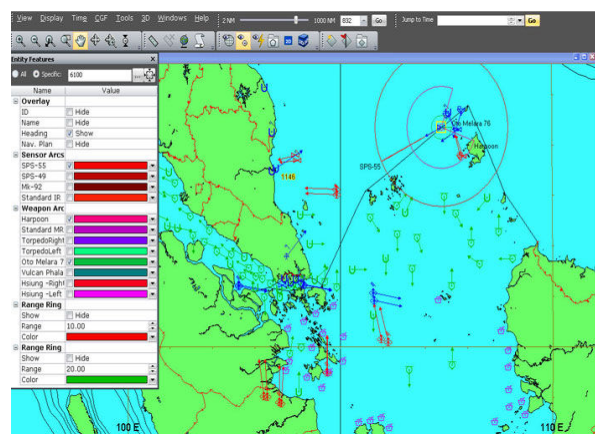 View Display Time CGF Tools 3D Windows Help 2 NM 1000 NM 832 Go Jump to Time Go
Entity Features x
All Specific 6100 ...
Name Value
Overlay
ID Hide
Name Hide
Heading Show
Nav. Plan Hide
Sensor Arcs
SPS-55
SPS-49
Mk-92
Standard IR
Weapon Arc
Harpoon
Standard MR
TorpedoRight
TorpedoLeft
Oto Melara 7
Vulcan Phala
Hsiung -Right
Hsiung -Left
Range Ring
Show Hide
Range 10.00
Color
Range Ring
Show Hide
Range 20.00
Color
Oto Melara 76
Harpoon
SPS-55
1146
100 E
110 E